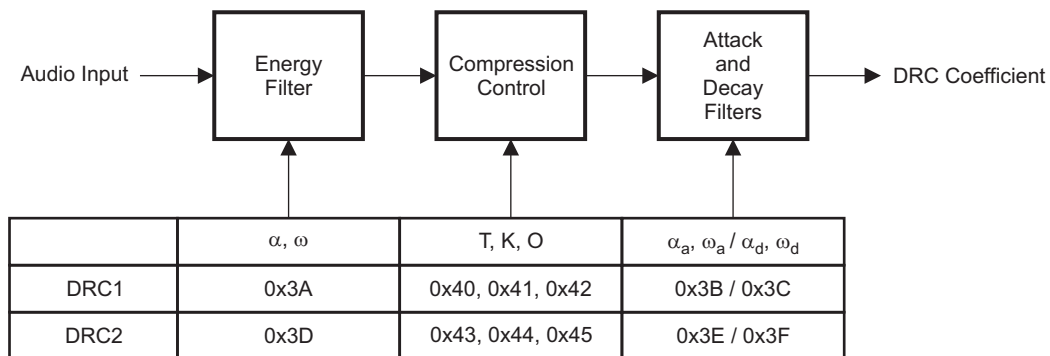 Audio Input
Energy
Filter
Compression
Control
Attack
and
Decay
Filters
DRC Coefficient
α, ω
T, K, O
αa, ωa / αd, ωd
DRC1
0x3A
0x40, 0x41, 0x42
0x3B / 0x3C
DRC2
0x3D
0x43, 0x44, 0x45
0x3E / 0x3F